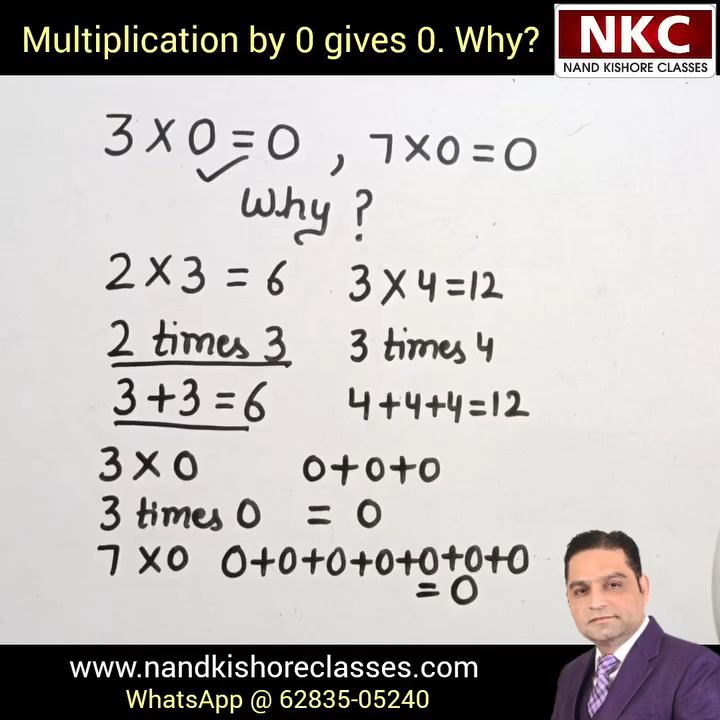 Multiplication by 0 gives 0. Why?
NKC
NAND KISHORE CLASSES
3 × 0 = 0 , 7 × 0 = 0
Why ?
2 × 3 = 6 3 × 4 = 12
2 times 3 3 times 4
3 + 3 = 6 4 + 4 + 4 = 12
3 × 0 0 + 0 + 0
3 times 0 = 0
7 × 0 0 + 0 + 0 + 0 + 0 + 0 + 0
= 0
www.nandkishoreclasses.com
WhatsApp @ 62835-05240